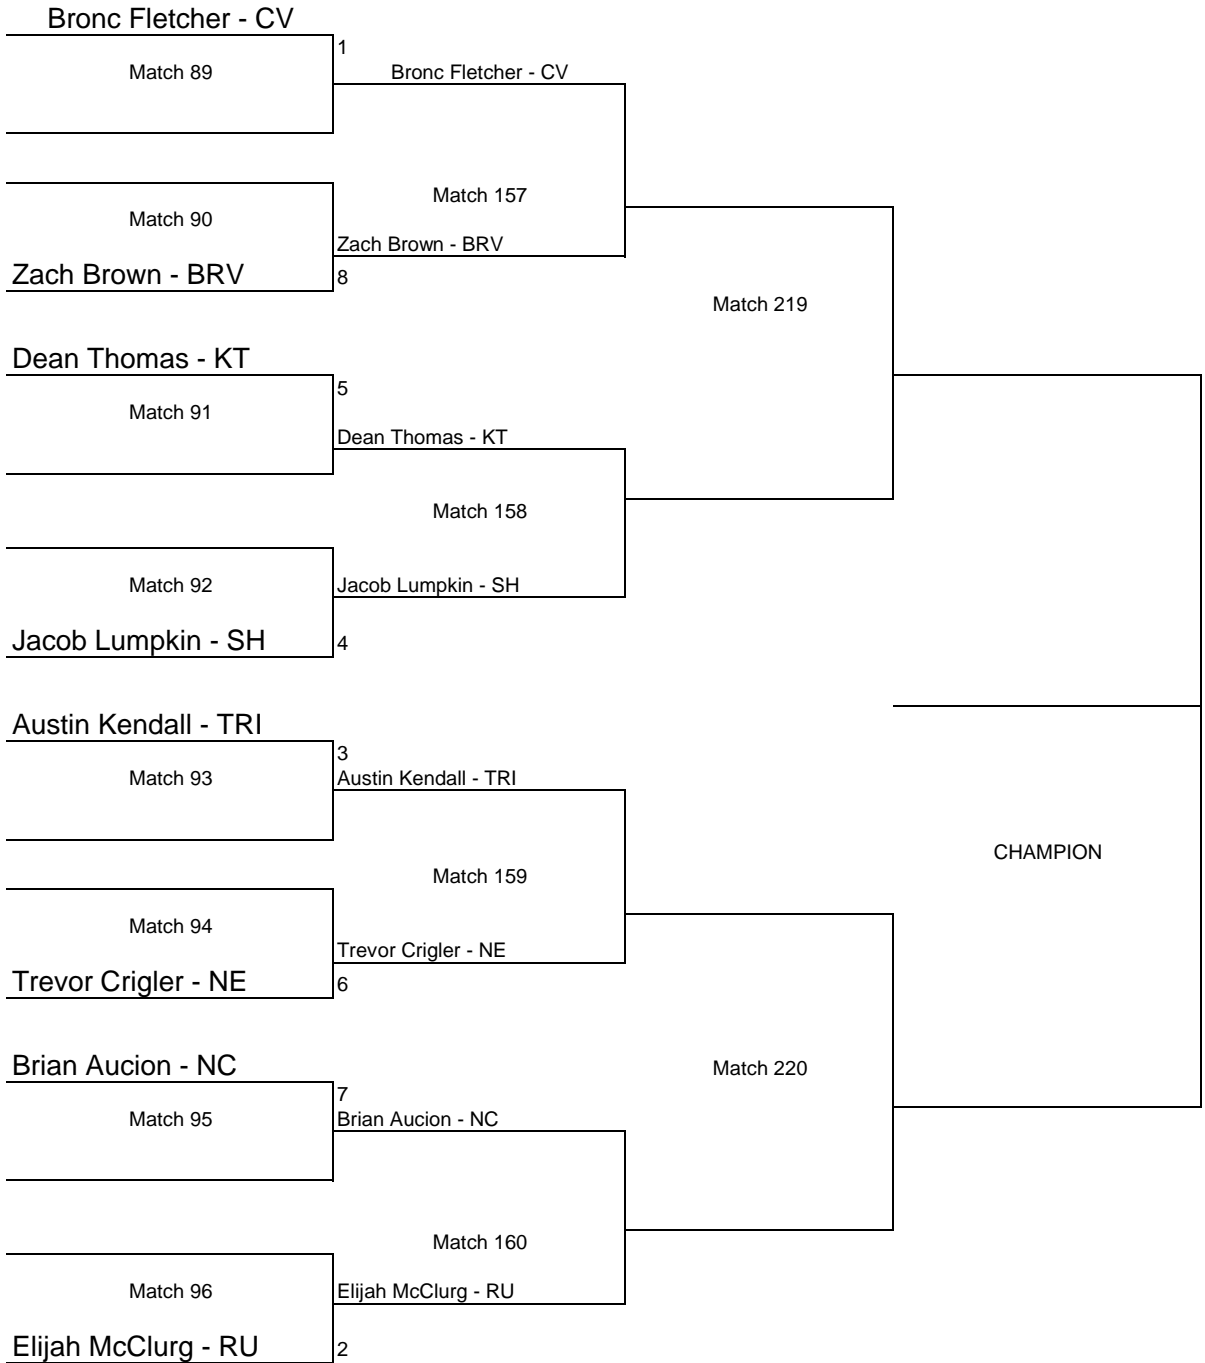 Bronc Fletcher - CV
1
Match 89
Bronc Fletcher - CV
Match 157
Match 90
Zach Brown - BRV
Zach Brown - BRV
8
Match 219
Dean Thomas - KT
5
Match 91
Dean Thomas - KT
Match 158
Match 92
Jacob Lumpkin - SH
Jacob Lumpkin - SH
4
Austin Kendall - TRI
3
Match 93
Austin Kendall - TRI
CHAMPION
Match 159
Match 94
Trevor Crigler - NE
Trevor Crigler - NE
6
Brian Aucion - NC
Match 220
7
Match 95
Brian Aucion - NC
Match 160
Match 96
Elijah McClurg - RU
Elijah McClurg - RU
2